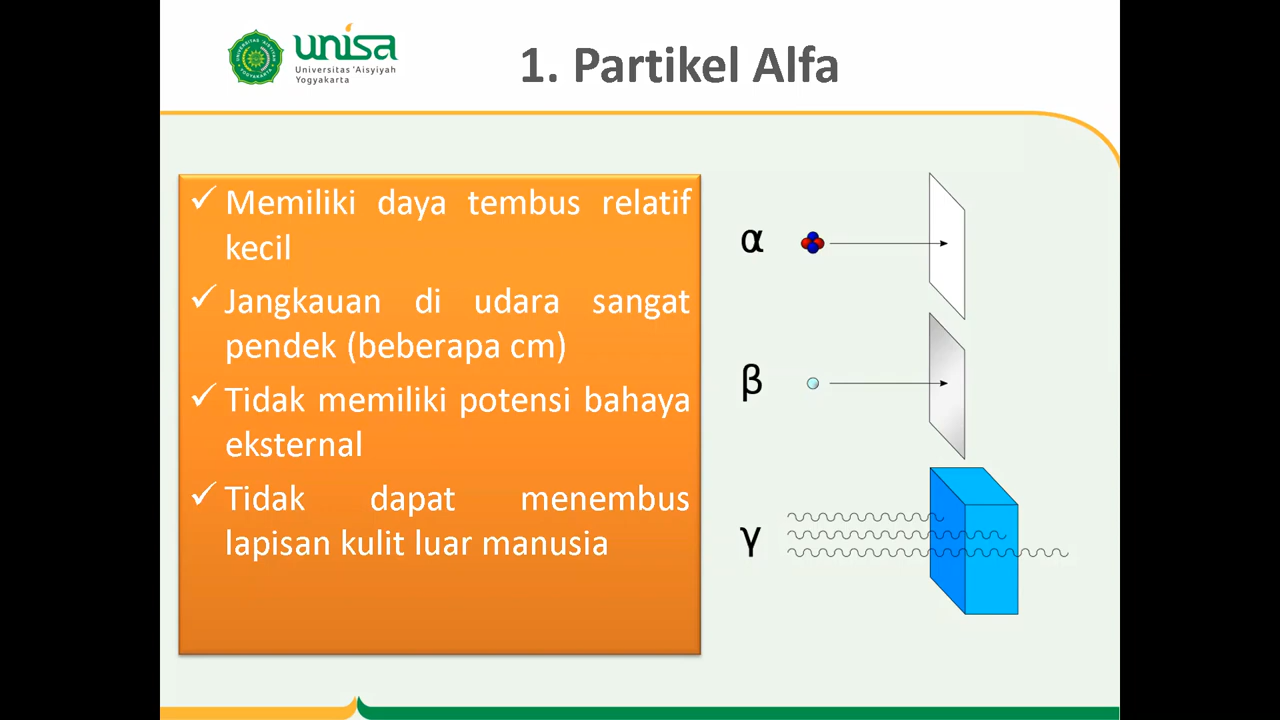 unisa
Universitas 'Aisyiyah
Yogyakarta
1. Partikel Alfa
✓ Memiliki daya tembus relatif
kecil
✓ Jangkauan di udara sangat
pendek (beberapa cm)
✓ Tidak memiliki potensi bahaya
eksternal
✓ Tidak dapat menembus
lapisan kulit luar manusia
α
β
γ